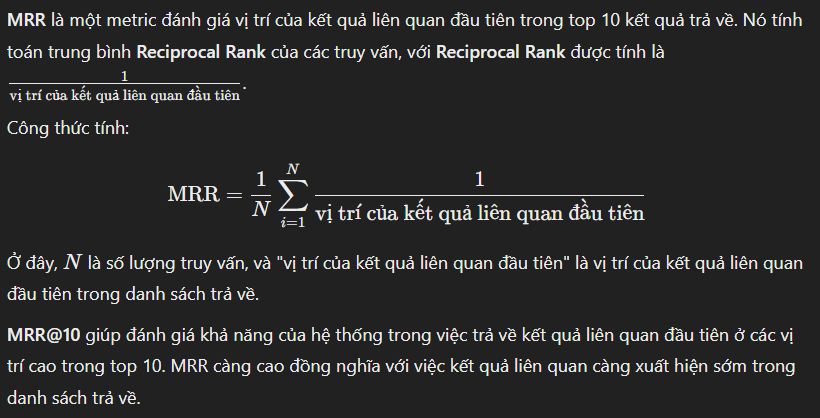 MRR là một metric đánh giá vị trí của kết quả liên quan đầu tiên trong top 10 kết quả trả về. Nó tính
toán trung bình Reciprocal Rank của các truy vấn, với Reciprocal Rank được tính là
1 / vị trí của kết quả liên quan đầu tiên.
Công thức tính:
MRR = 1/N ∑_{i=1}^{N} 1 / vị trí của kết quả liên quan đầu tiên
Ở đây, N là số lượng truy vấn, và "vị trí của kết quả liên quan đầu tiên" là vị trí của kết quả liên quan
đầu tiên trong danh sách trả về.
MRR@10 giúp đánh giá khả năng của hệ thống trong việc trả về kết quả liên quan đầu tiên ở các vị
trí cao trong top 10. MRR càng cao đồng nghĩa với việc kết quả liên quan càng xuất hiện sớm trong
danh sách trả về.